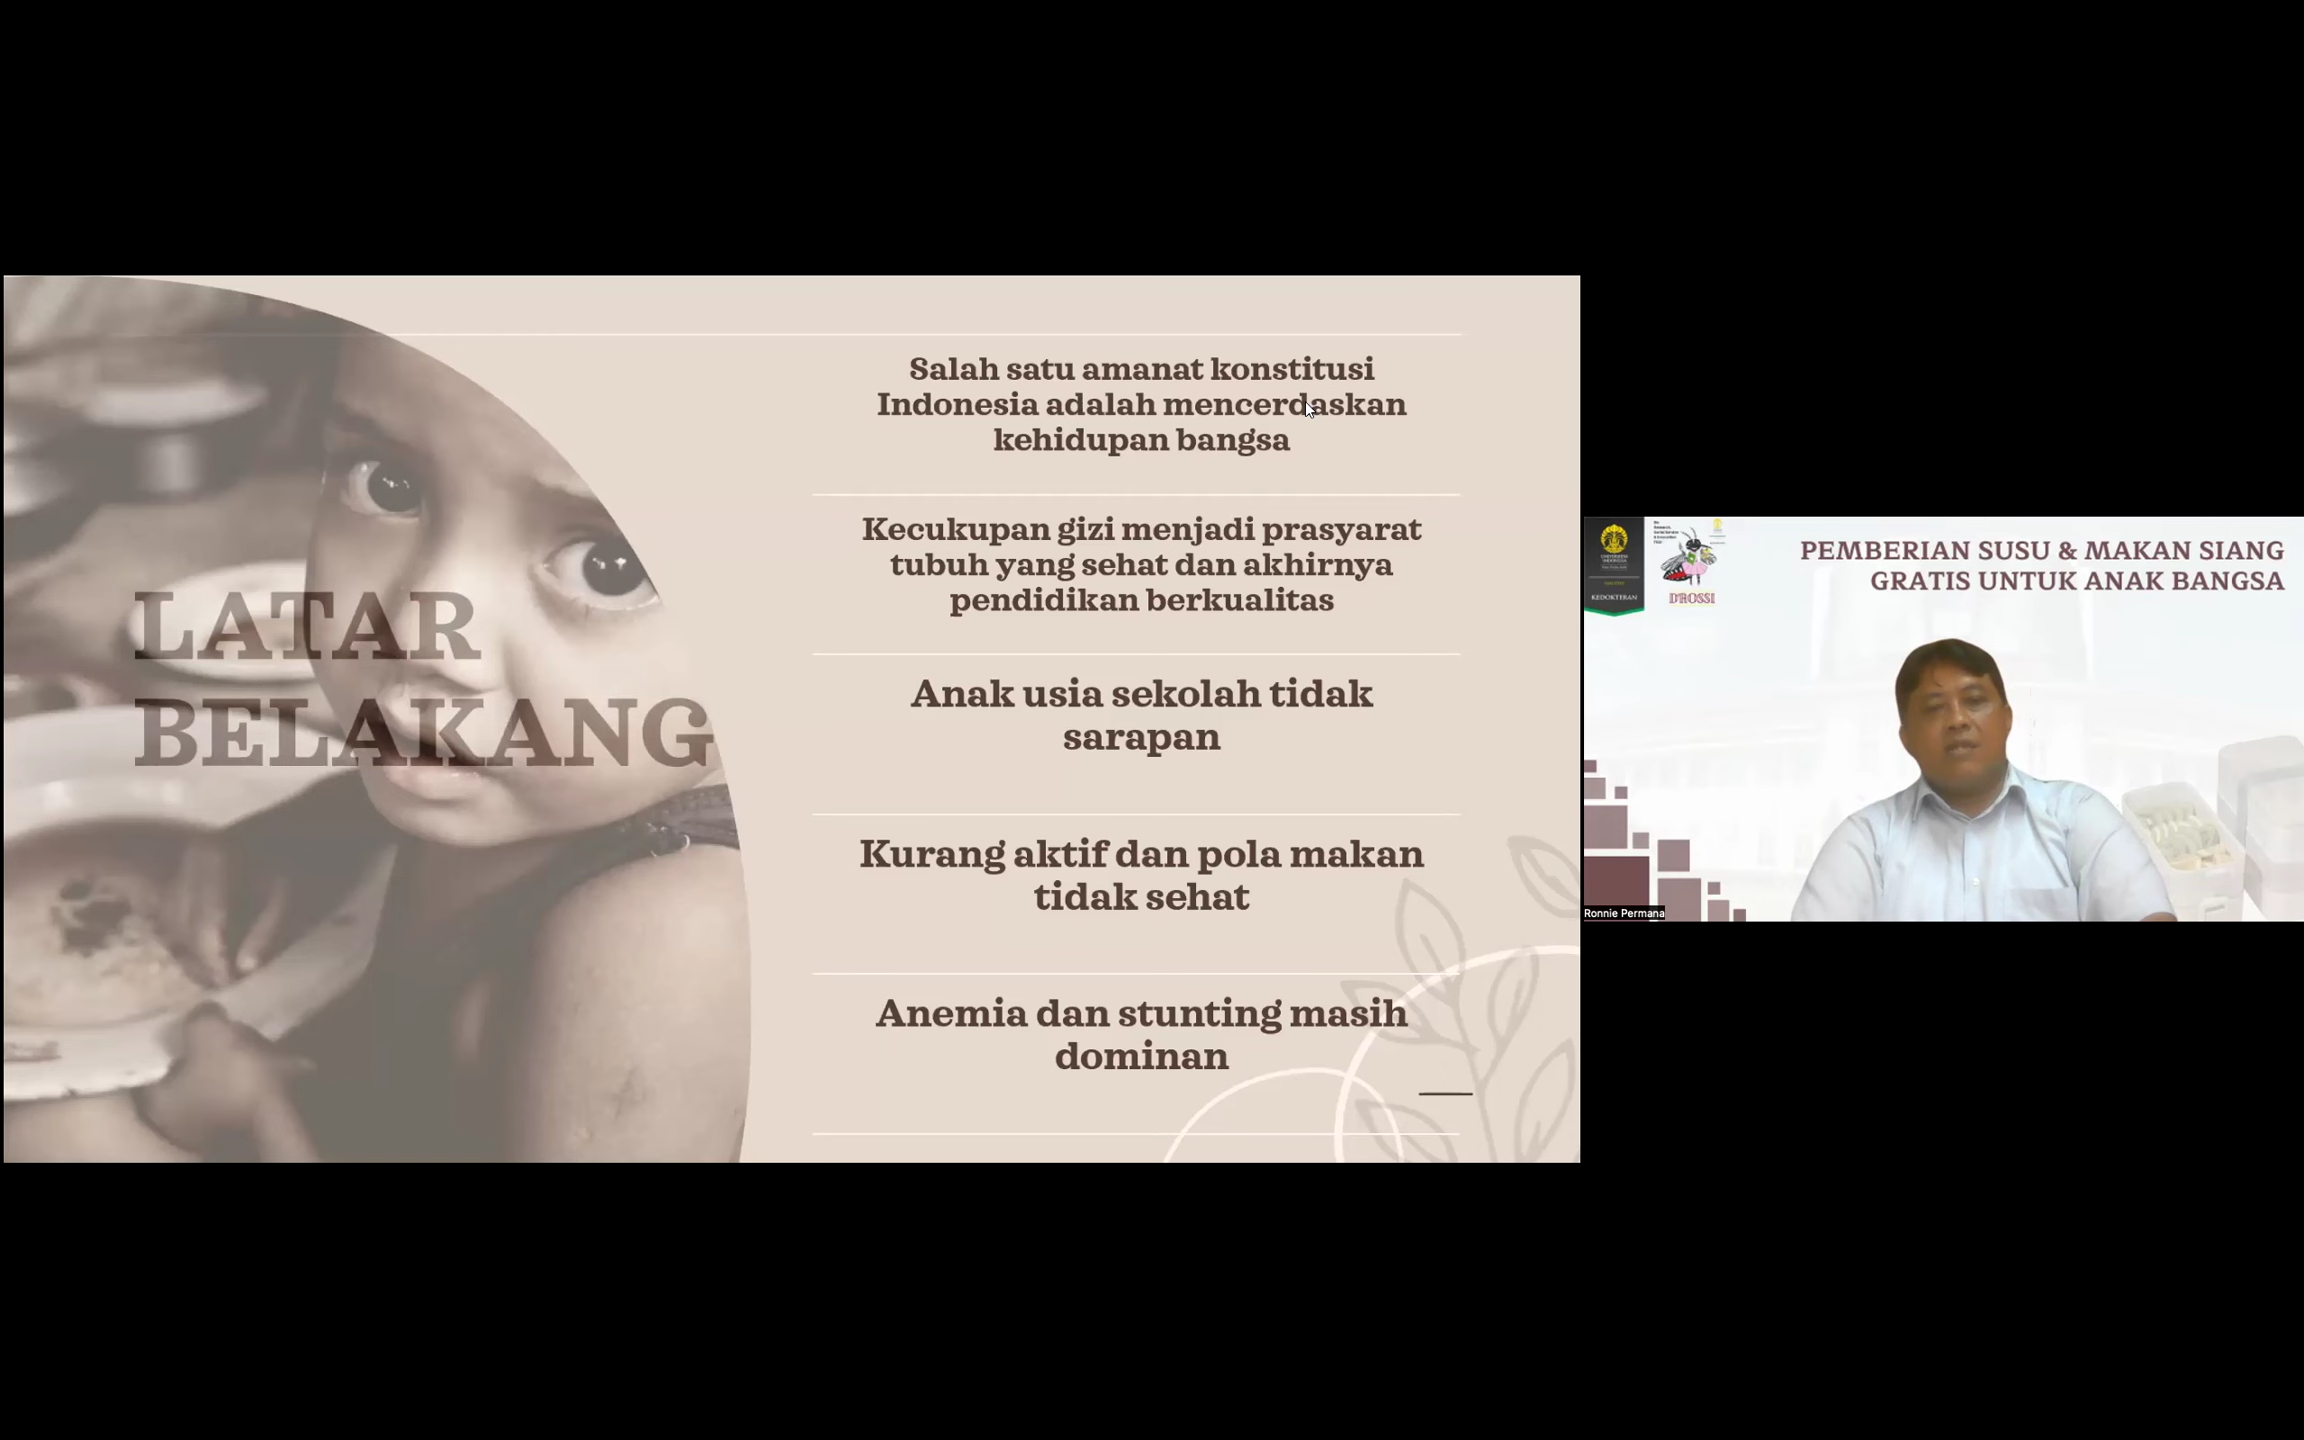 LATAR
BELAKANG
Salah satu amanat konstitusi
Indonesia adalah mencerdaskan
kehidupan bangsa
Kecukupan gizi menjadi prasyarat
tubuh yang sehat dan akhirnya
pendidikan berkualitas
Anak usia sekolah tidak
sarapan
Kurang aktif dan pola makan
tidak sehat
Anemia dan stunting masih
dominan
UNIVERSITAS
INDONESIA
KEDOKTERAN
D'ROSSI
PEMBERIAN SUSU & MAKAN SIANG
GRATIS UNTUK ANAK BANGSA
Ronnie Permana